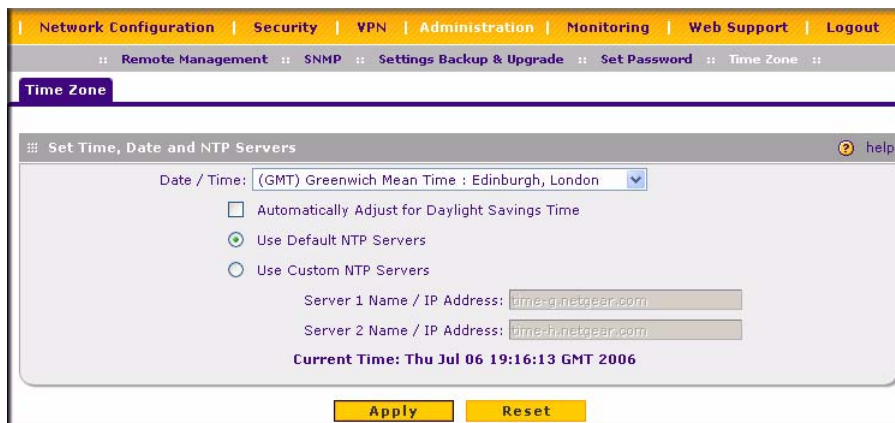 Network Configuration | Security | VPN | Administration | Monitoring | Web Support | Logout
:: Remote Management :: SNMP :: Settings Backup & Upgrade :: Set Password :: Time Zone ::
Time Zone
Set Time, Date and NTP Servers ? help
Date / Time: (GMT) Greenwich Mean Time : Edinburgh, London
Automatically Adjust for Daylight Savings Time
Use Default NTP Servers
Use Custom NTP Servers
Server 1 Name / IP Address: time-g.netgear.com
Server 2 Name / IP Address: time-h.netgear.com
Current Time: Thu Jul 06 19:16:13 GMT 2006
Apply Reset